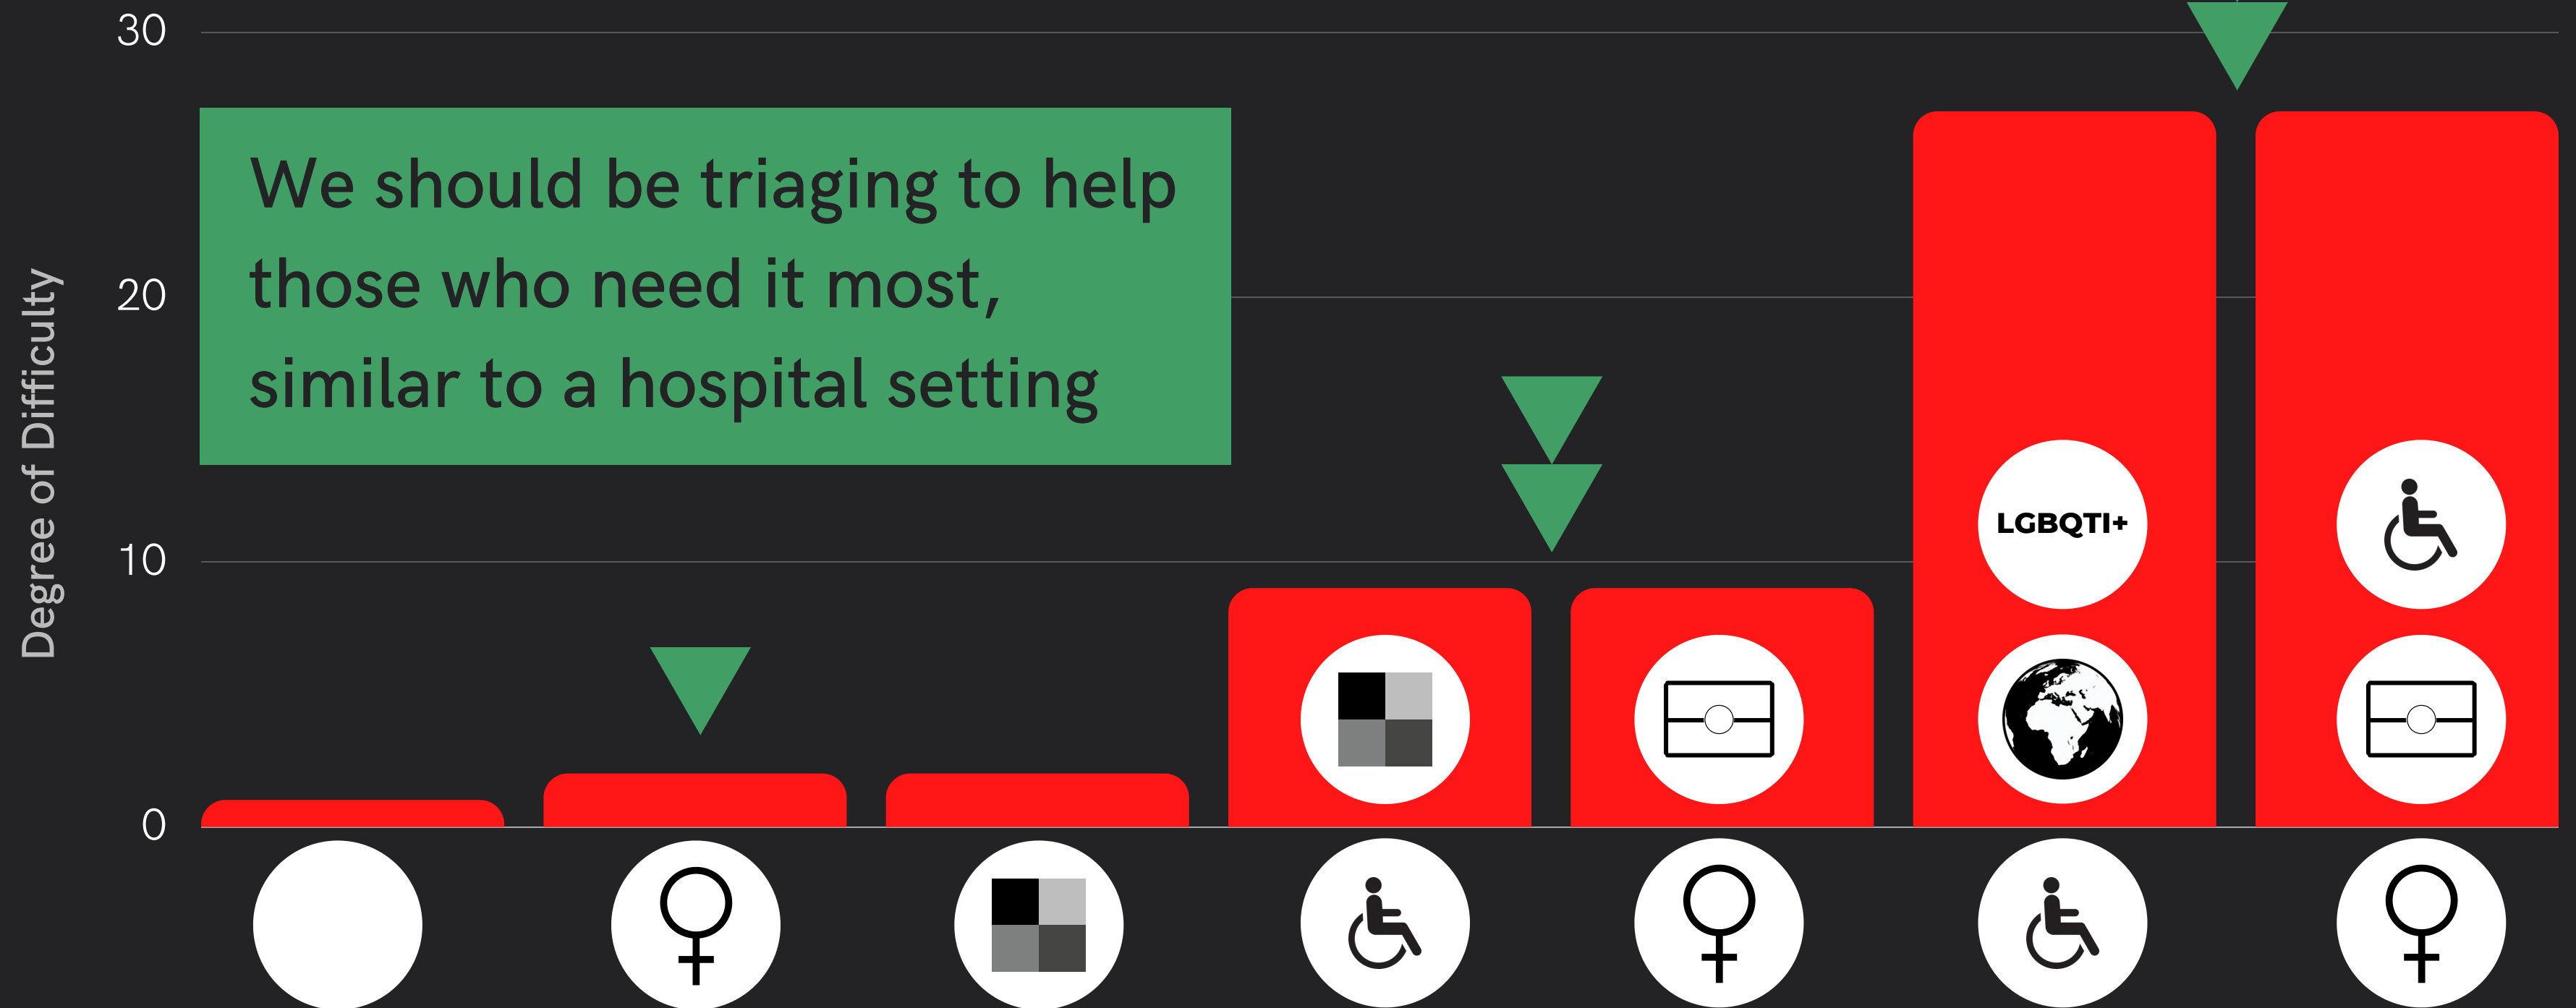 30
We should be triaging to help
those who need it most,
similar to a hospital setting
Degree of Difficulty
20
10
0
LGBQTI+